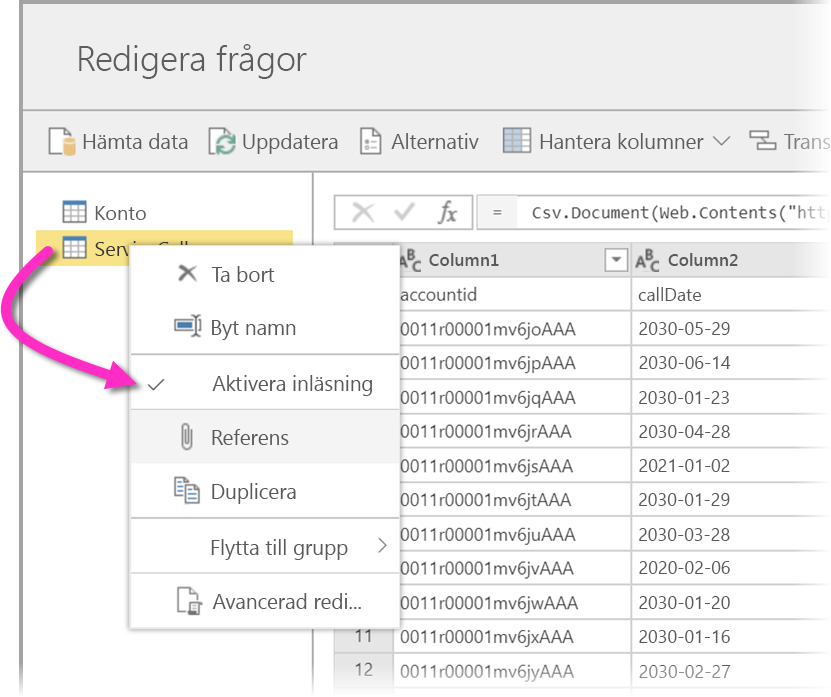 Redigera frågor
Hämta data Uppdatera Alternativ Hantera kolumner
Konto
fx = Csv.Document(Web.Contents("htt
ABC Column1 ABC Column2
Ta bort
Byt namn
Aktivera inläsning
Referens
Duplicera
Flytta till grupp
Avancerad redi...
accountid callDate
0011r00001mv6joAAA 2030-05-29
0011r00001mv6jpAAA 2030-06-14
0011r00001mv6jqAAA 2030-01-23
0011r00001mv6jrAAA 2030-04-28
0011r00001mv6jsAAA 2021-01-02
0011r00001mv6jtAAA 2030-01-29
0011r00001mv6juAAA 2030-03-28
0011r00001mv6jvAAA 2020-02-06
0011r00001mv6jwAAA 2030-01-20
11 0011r00001mv6jxAAA 2030-01-16
12 0011r00001mv6jyAAA 2030-02-27